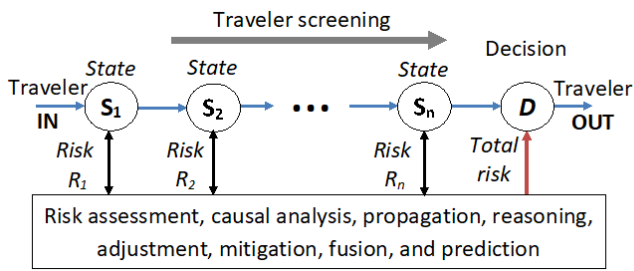 Traveler screening
Decision
State
State
State
Traveler
Traveler
IN
S1
S2
•••
Sn
D
OUT
Risk
R1
Risk
R2
Risk
Rn
Total
risk
Risk assessment, causal analysis, propagation, reasoning,
adjustment, mitigation, fusion, and prediction